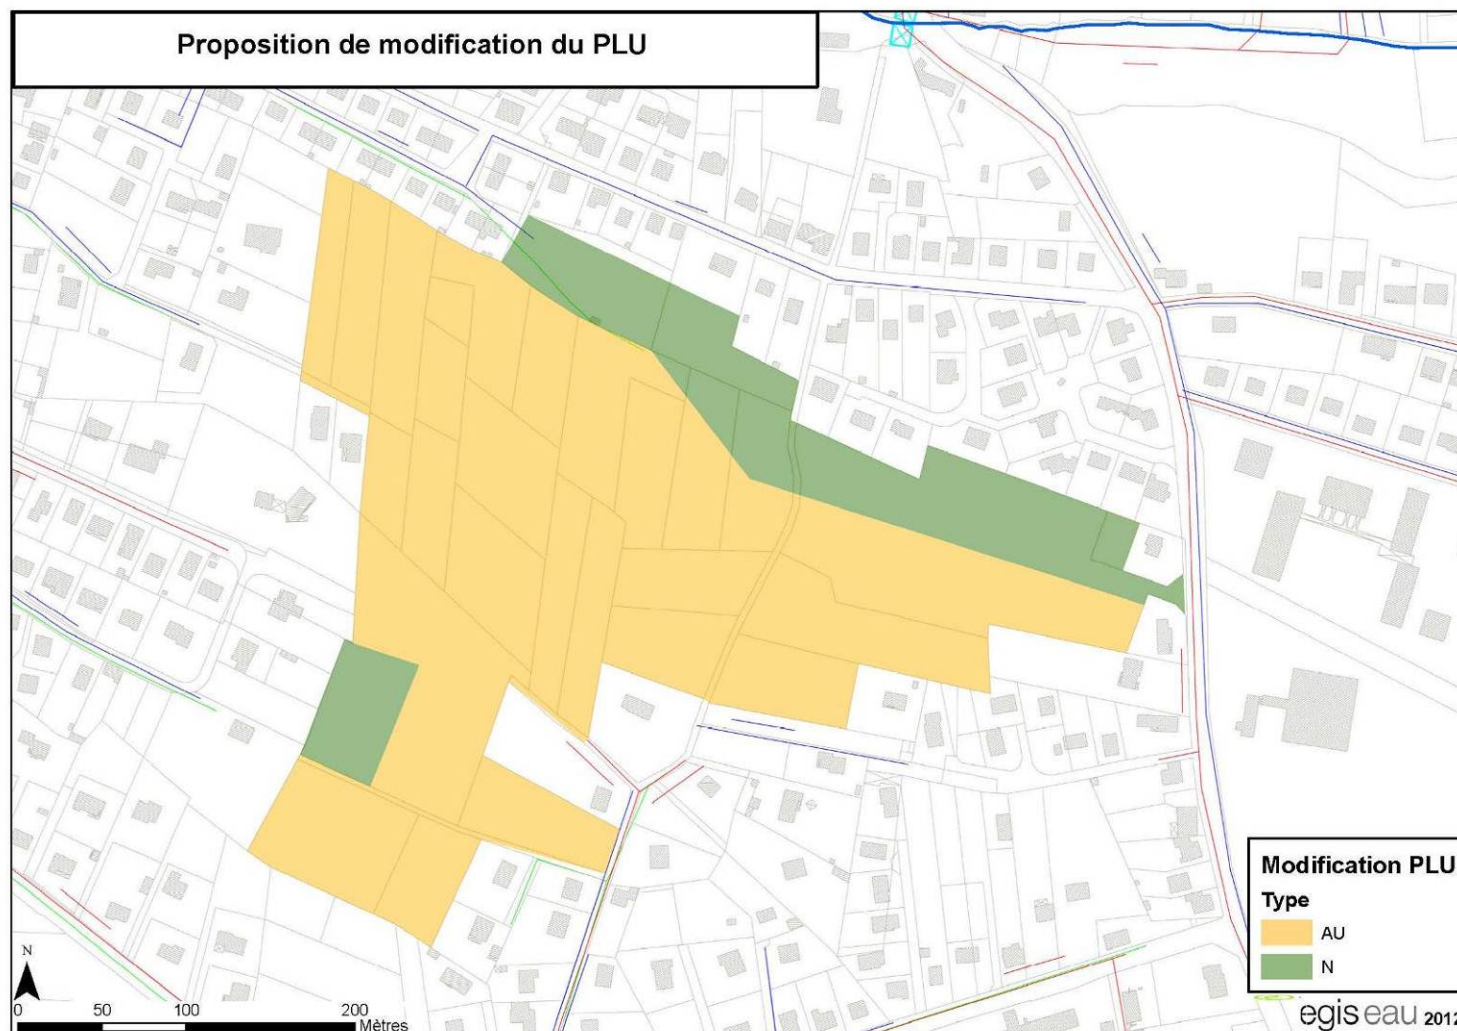 Proposition de modification du PLU
Modification PLU
Type
AU
N
N
0 50 100 200
Mètres
egis eau 2012